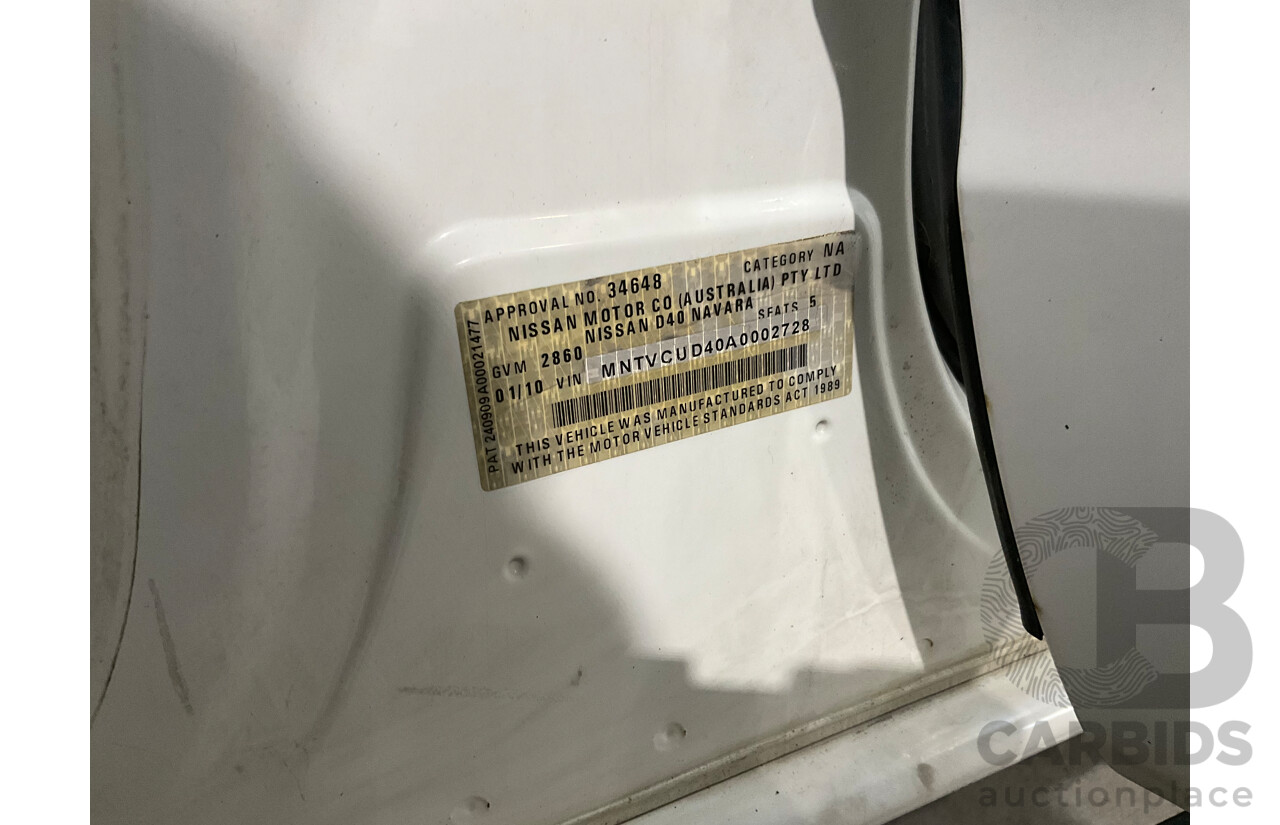 APPROVAL NO. 34648 CATEGORY NA
NISSAN MOTOR CO (AUSTRALIA) PTY LTD
NISSAN D40 NAVARA
GVM 2860 SEATS 5
01/10 VIN MNTVCUD40A0002728
THIS VEHICLE WAS MANUFACTURED TO COMPLY
WITH THE MOTOR VEHICLE STANDARDS ACT 1989
PAT 240909A00021477
CB
CARBIDS
auctionplace